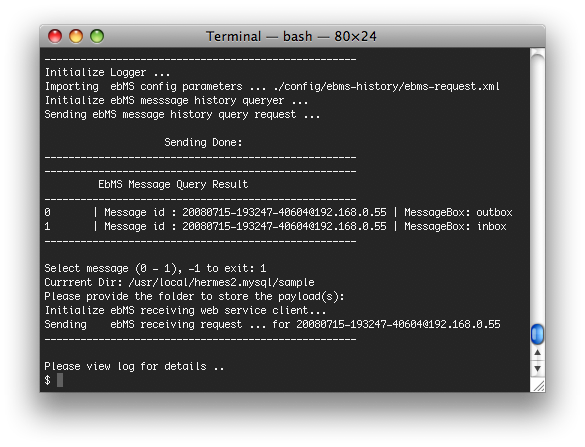 Terminal — bash — 80×24
----------------------------------------------------
Initialize Logger ...
Importing  ebMS config parameters ... ./config/ebms-history/ebms-request.xml
Initialize ebMS messsage history queryer ...
Sending ebMS message history query request ...
Sending Done:
----------------------------------------------------
----------------------------------------------------
EbMS Message Query Result
----------------------------------------------------
0       | Message id : 20080715-193247-40604@192.168.0.55 | MessageBox: outbox
1       | Message id : 20080715-193247-40604@192.168.0.55 | MessageBox: inbox
----------------------------------------------------
Select message (0 - 1), -1 to exit: 1
Currrent Dir: /usr/local/hermes2.mysql/sample
Please provide the folder to store the payload(s):
Initialize ebMS receiving web service client...
Sending    ebMS receiving request ... for 20080715-193247-40604@192.168.0.55
----------------------------------------------------
Please view log for details ..
$